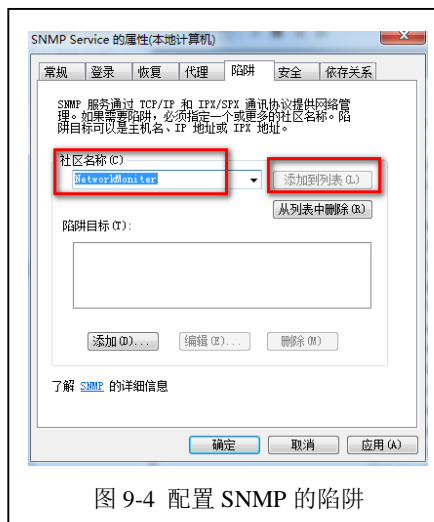 SNMP Service 的属性(本地计算机)
常规 登录 恢复 代理 陷阱 安全 依存关系
SNMP 服务通过 TCP/IP 和 IPX/SPX 通讯协议提供网络管
理。如果需要陷阱，必须指定一个或更多的社区名称。陷
阱目标可以是主机名、IP 地址或 IPX 地址。
社区名称(C)
NetworkMoniter 添加到列表(L)
从列表中删除(R)
陷阱目标(T):
添加(D)... 编辑(E)... 删除(M)
了解 SNMP 的详细信息
确定 取消 应用(A)
图 9-4 配置 SNMP 的陷阱